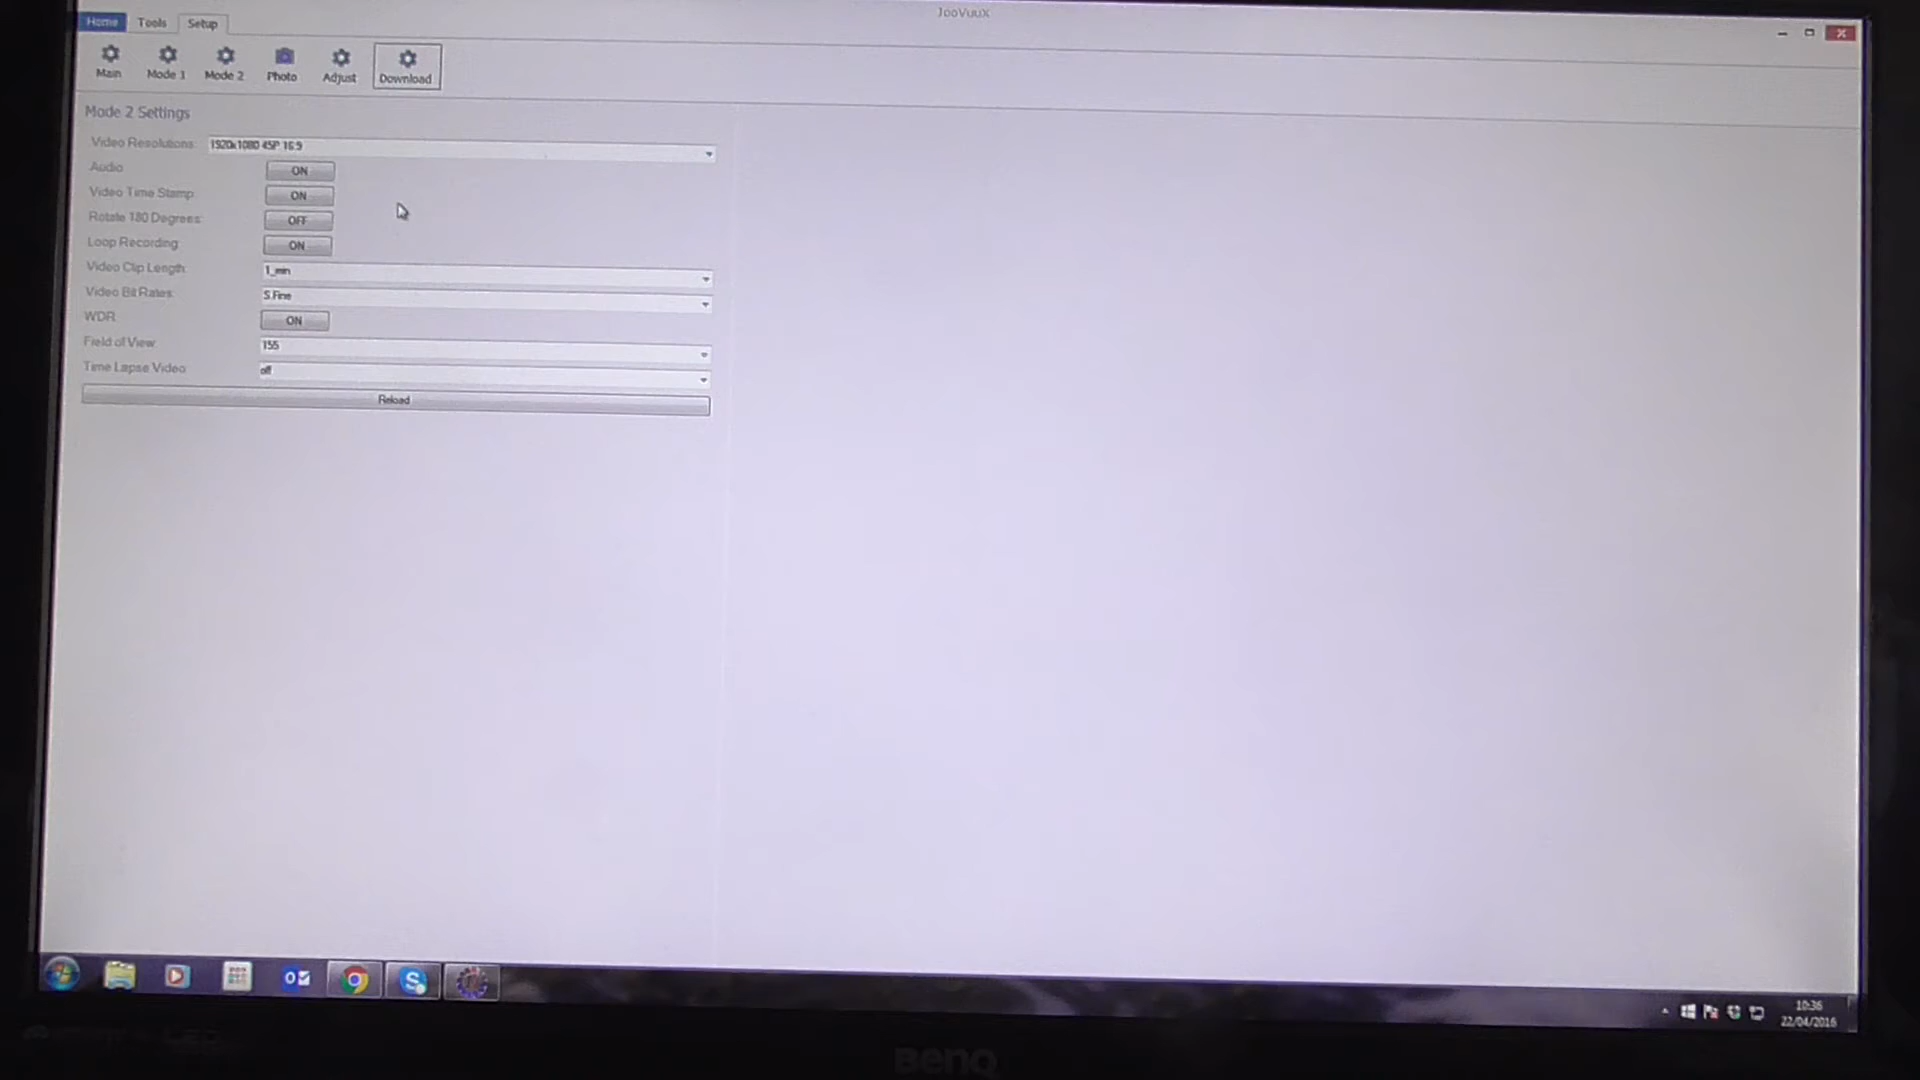 JooVuuX
Home Tools Setup
Main Mode 1 Mode 2 Photo Adjust Download
Mode 2 Settings
Video Resolutions: 1920x1080 45P 16:9
Audio ON
Video Time Stamp: ON
Rotate 180 Degrees: OFF
Loop Recording: ON
Video Clip Length: 1_min
Video Bit Rates: S.Fine
WDR ON
Field of View: 155
Time Lapse Video: off
Reload
10:36
22/04/2016
BenQ